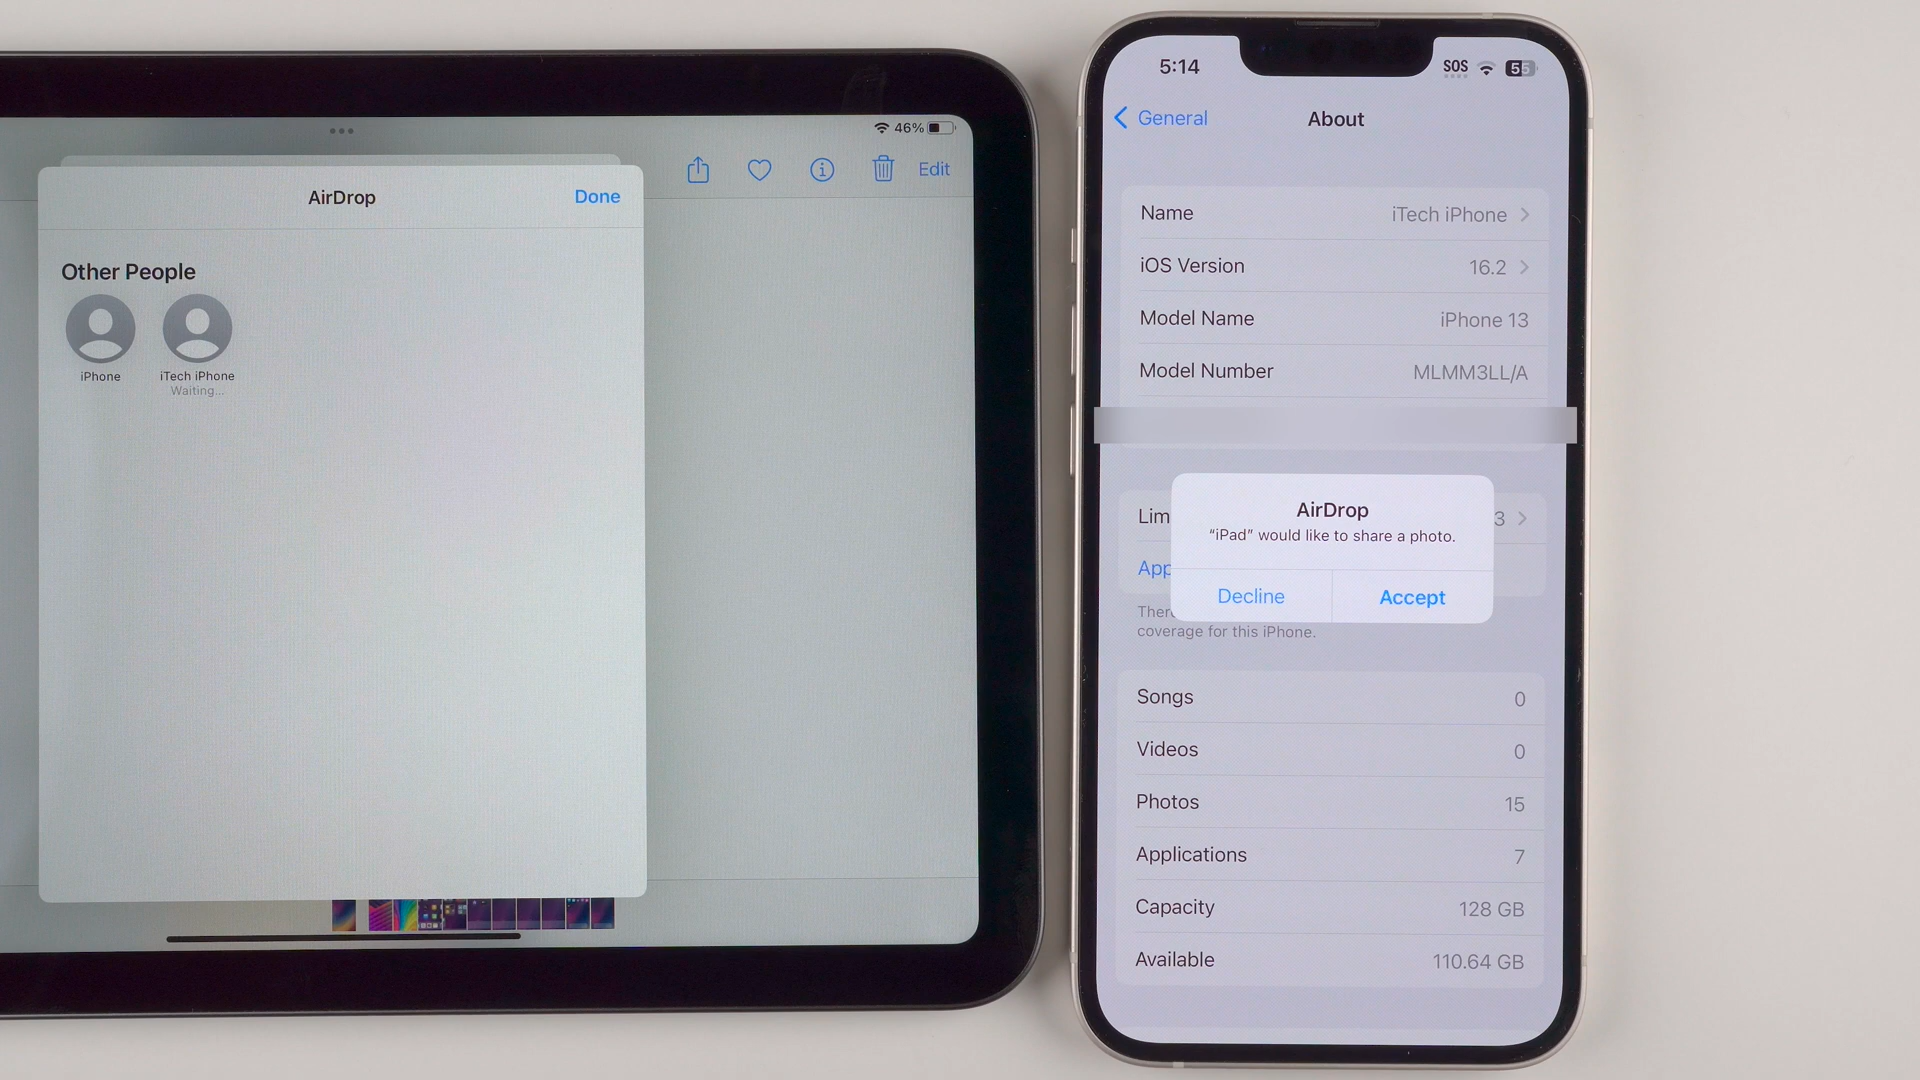 46%
Edit
AirDrop
Done
Other People
iPhone
iTech iPhone
Waiting...
5:14
SOS
55
General
About
Name
iTech iPhone
iOS Version
16.2
Model Name
iPhone 13
Model Number
MLMM3LL/A
Lim
3
App
AirDrop
“iPad” would like to share a photo.
Decline
Accept
Ther
coverage for this iPhone.
Songs
0
Videos
0
Photos
15
Applications
7
Capacity
128 GB
Available
110.64 GB